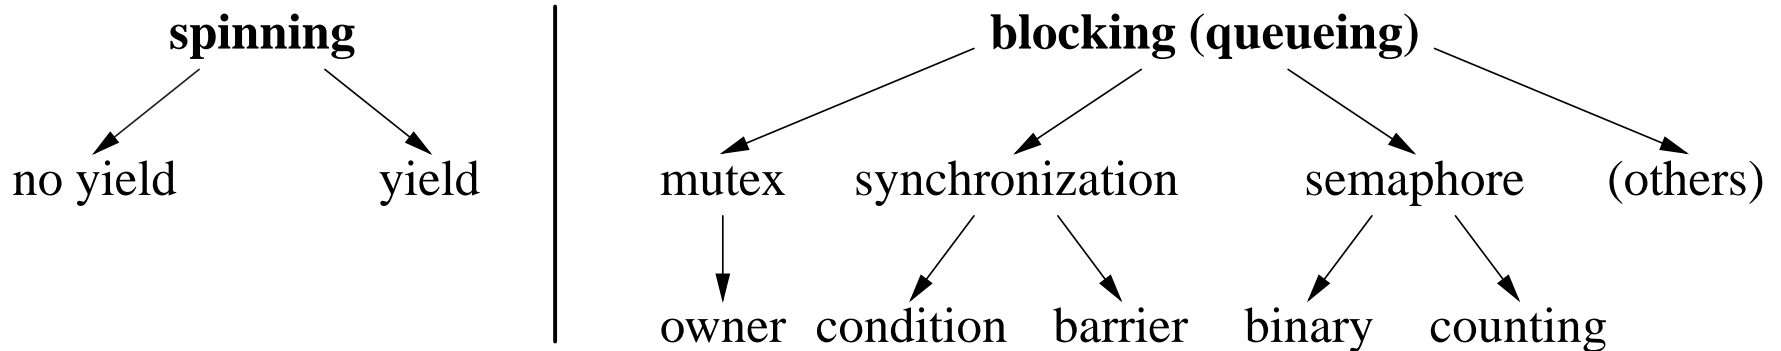 spinning
blocking (queueing)
no yield
yield
mutex
synchronization
semaphore
(others)
owner
condition
barrier
binary
counting